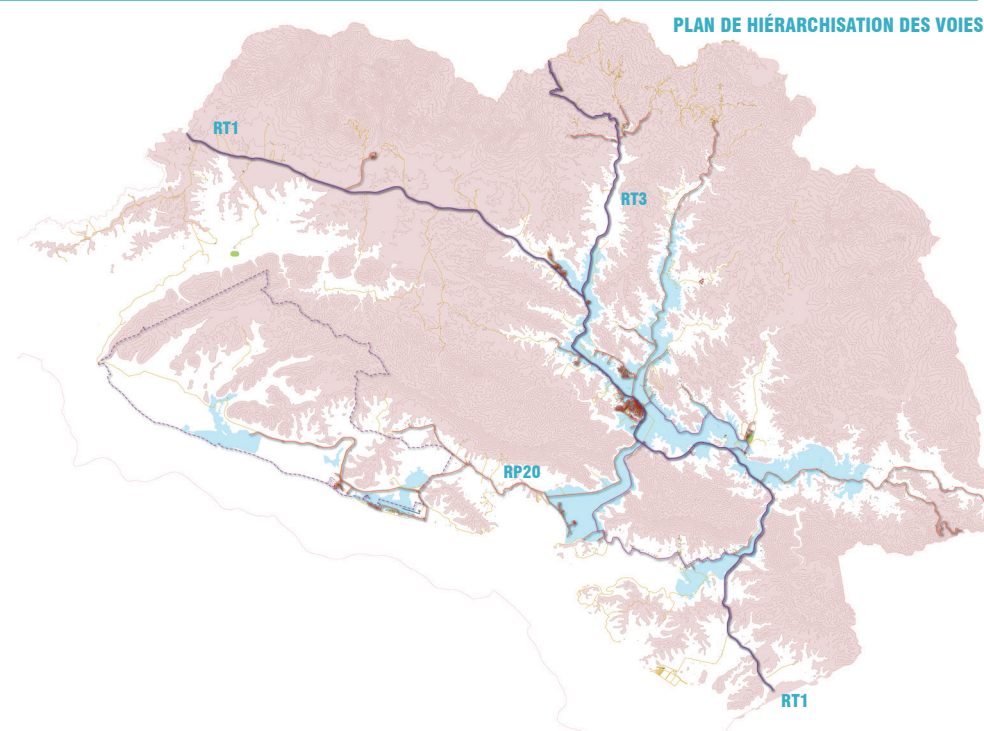 PLAN DE HIÉRARCHISATION DES VOIES
RT1
RT3
RP20
RT1